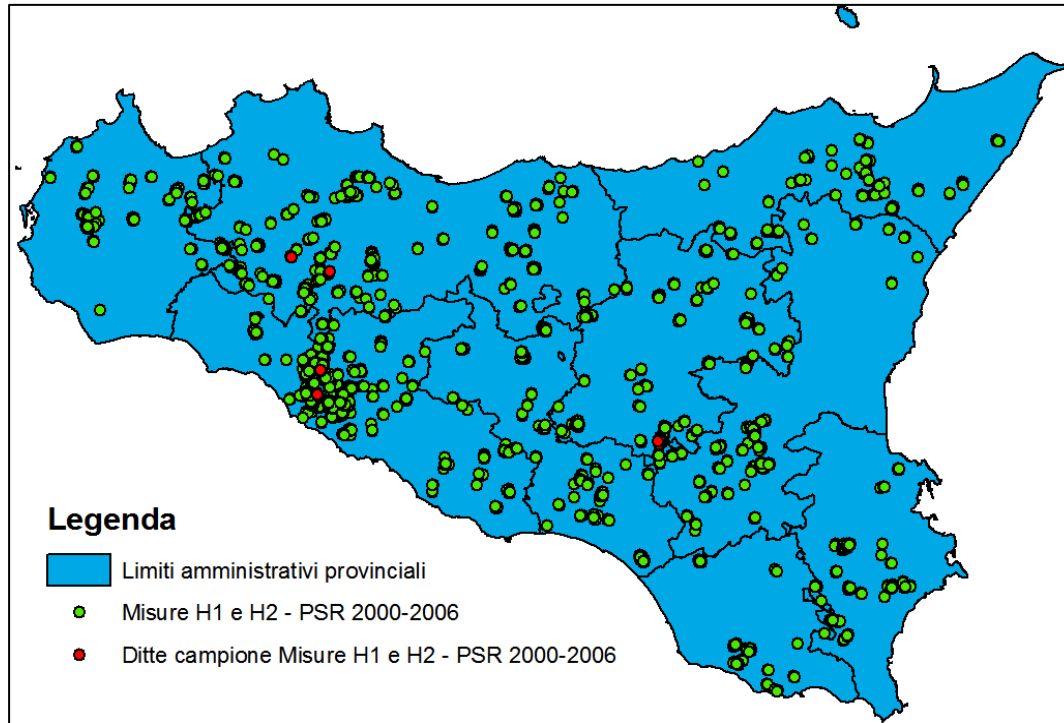 Legenda
Limiti amministrativi provinciali
Misure H1 e H2 - PSR 2000-2006
Ditte campione Misure H1 e H2 - PSR 2000-2006